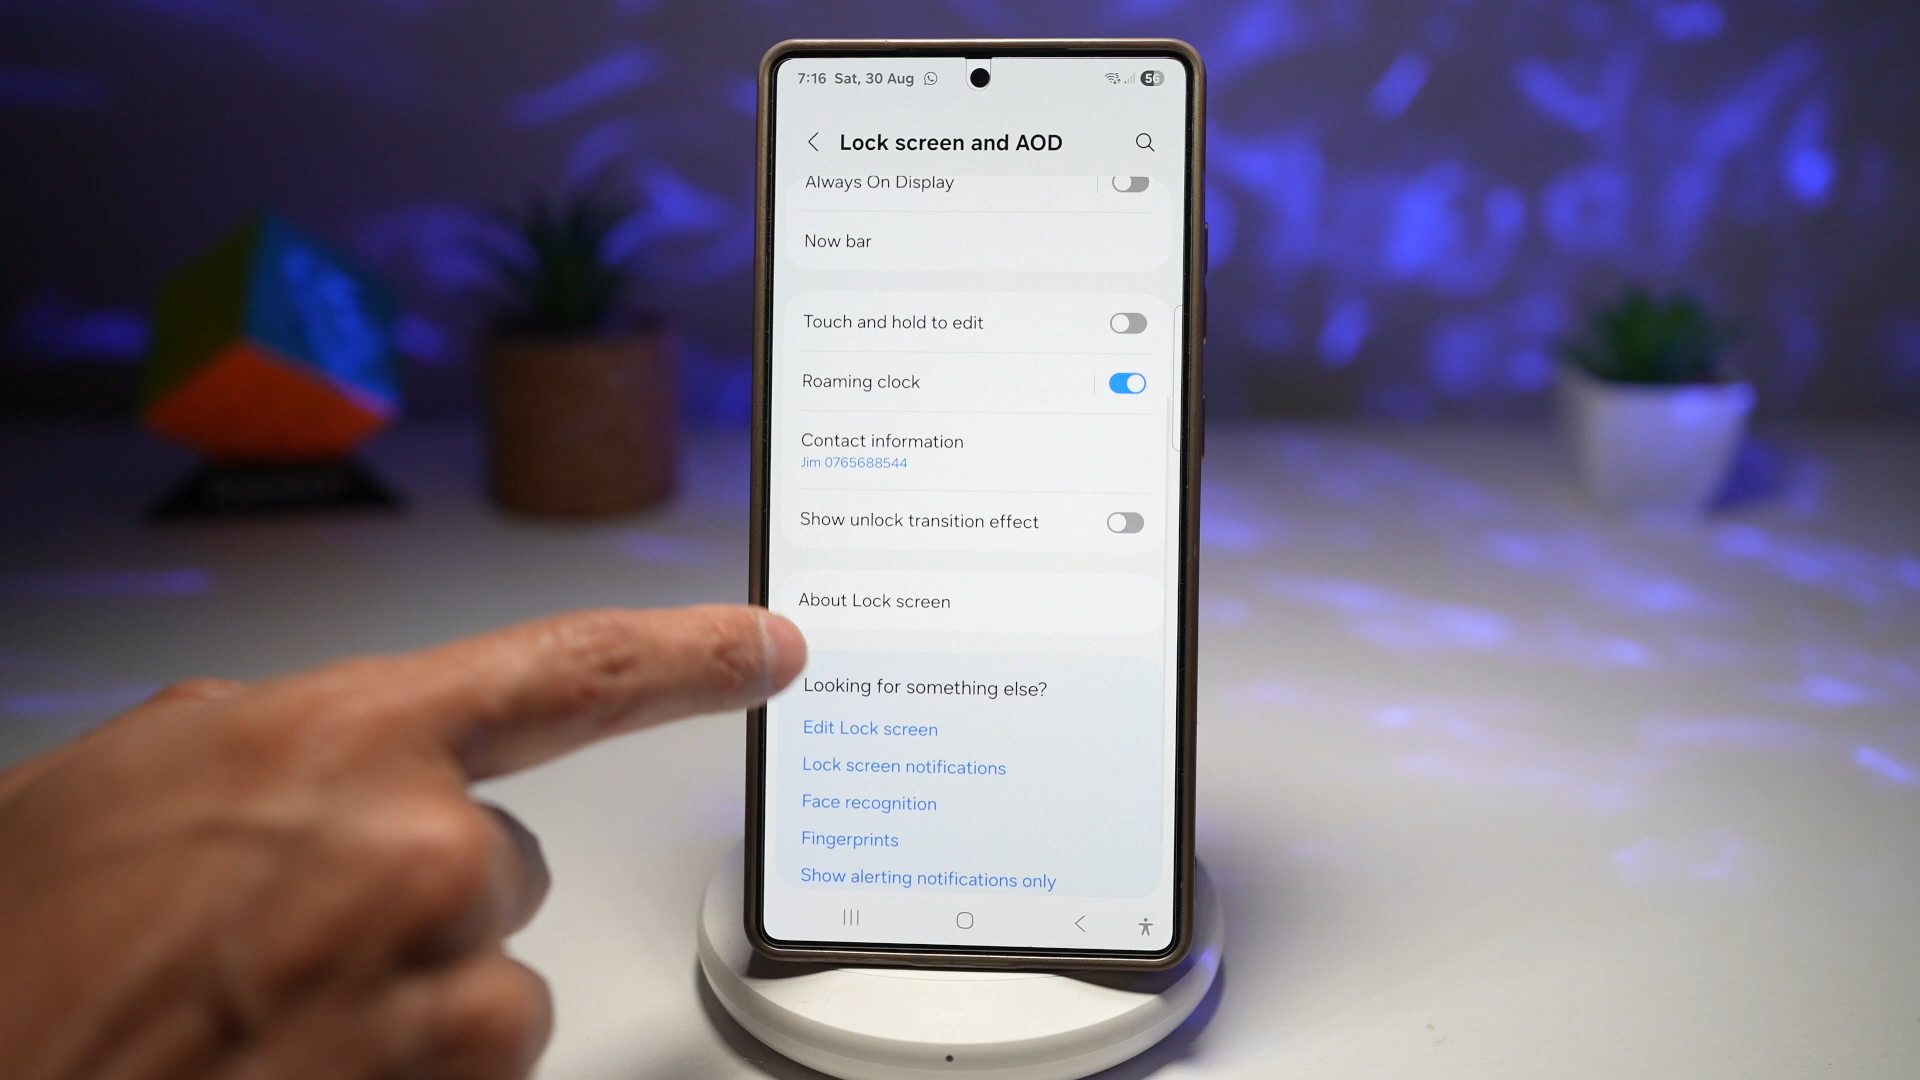 7:16 Sat, 30 Aug 56
Lock screen and AOD
Always On Display
Now bar
Touch and hold to edit
Roaming clock
Contact information
Jim 0765688544
Show unlock transition effect
About Lock screen
Looking for something else?
Edit Lock screen
Lock screen notifications
Face recognition
Fingerprints
Show alerting notifications only